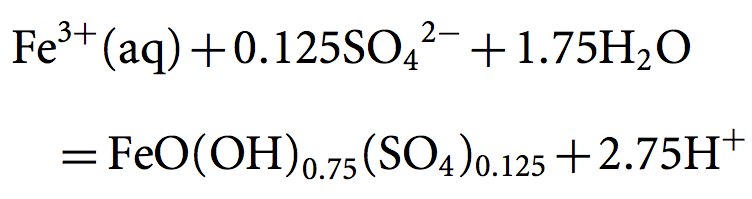 Fe³⁺(aq) + 0.125SO₄²⁻ + 1.75H₂O
= FeO(OH)₀.₇₅(SO₄)₀.₁₂₅ + 2.75H⁺